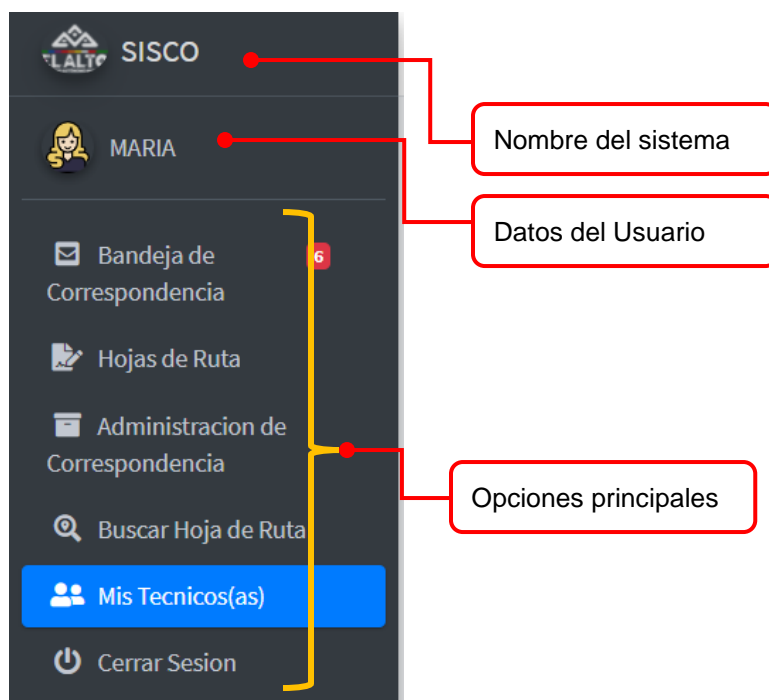 EL ALTO
SISCO
MARIA
Nombre del sistema
Datos del Usuario
Bandeja de
6
Correspondencia
Hojas de Ruta
Administracion de
Correspondencia
Opciones principales
Buscar Hoja de Ruta
Mis Tecnicos(as)
Cerrar Sesion